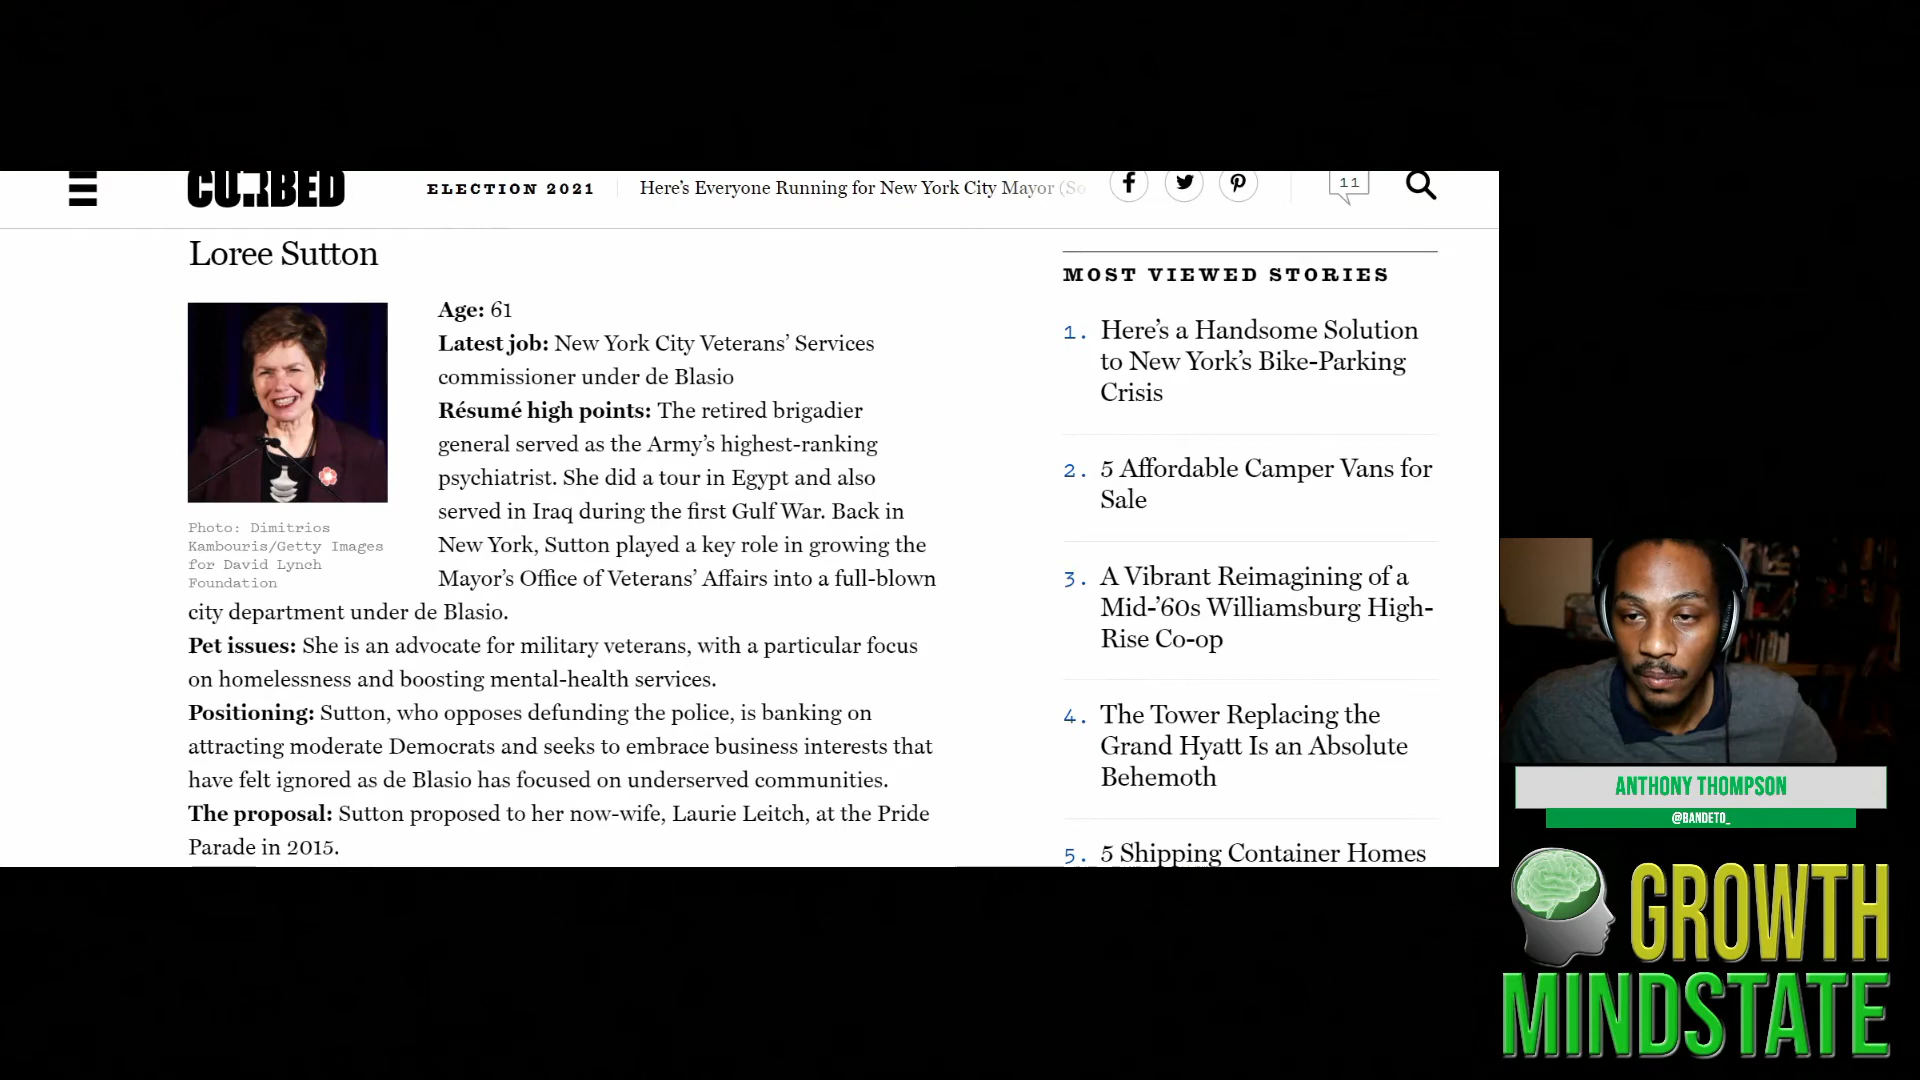 CURBED
ELECTION 2021
Here's Everyone Running for New York City Mayor (So
11
Loree Sutton
Age: 61
Latest job: New York City Veterans' Services
commissioner under de Blasio
Résumé high points: The retired brigadier
general served as the Army's highest-ranking
psychiatrist. She did a tour in Egypt and also
served in Iraq during the first Gulf War. Back in
New York, Sutton played a key role in growing the
Mayor's Office of Veterans' Affairs into a full-blown
city department under de Blasio.
Photo: Dimitrios
Kambouris/Getty Images
for David Lynch
Foundation
Pet issues: She is an advocate for military veterans, with a particular focus
on homelessness and boosting mental-health services.
Positioning: Sutton, who opposes defunding the police, is banking on
attracting moderate Democrats and seeks to embrace business interests that
have felt ignored as de Blasio has focused on underserved communities.
The proposal: Sutton proposed to her now-wife, Laurie Leitch, at the Pride
Parade in 2015.
MOST VIEWED STORIES
1. Here's a Handsome Solution
to New York's Bike-Parking
Crisis
2. 5 Affordable Camper Vans for
Sale
3. A Vibrant Reimagining of a
Mid-'60s Williamsburg High-
Rise Co-op
4. The Tower Replacing the
Grand Hyatt Is an Absolute
Behemoth
5. 5 Shipping Container Homes
ANTHONY THOMPSON
@BANDETO_
GROWTH
MINDSTATE